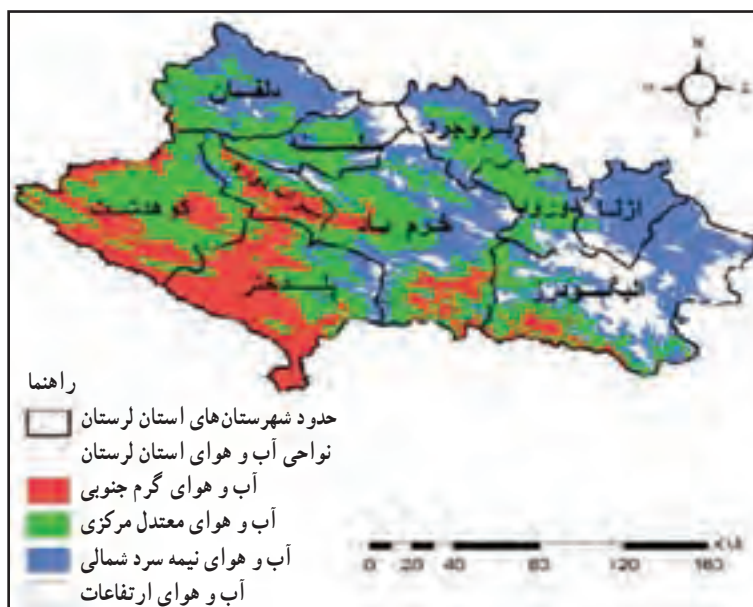 N
دلفان
بروجرد
کوهدشت
خرم آباد
دورود
ازنا
پلدختر
الیگودرز
راهنما
حدود شهرستان‌های استان لرستان
نواحی آب و هوای استان لرستان
آب و هوای گرم جنوبی
آب و هوای معتدل مرکزی
آب و هوای نیمه سرد شمالی
آب و هوای ارتفاعات
0 20 40 80 120 160